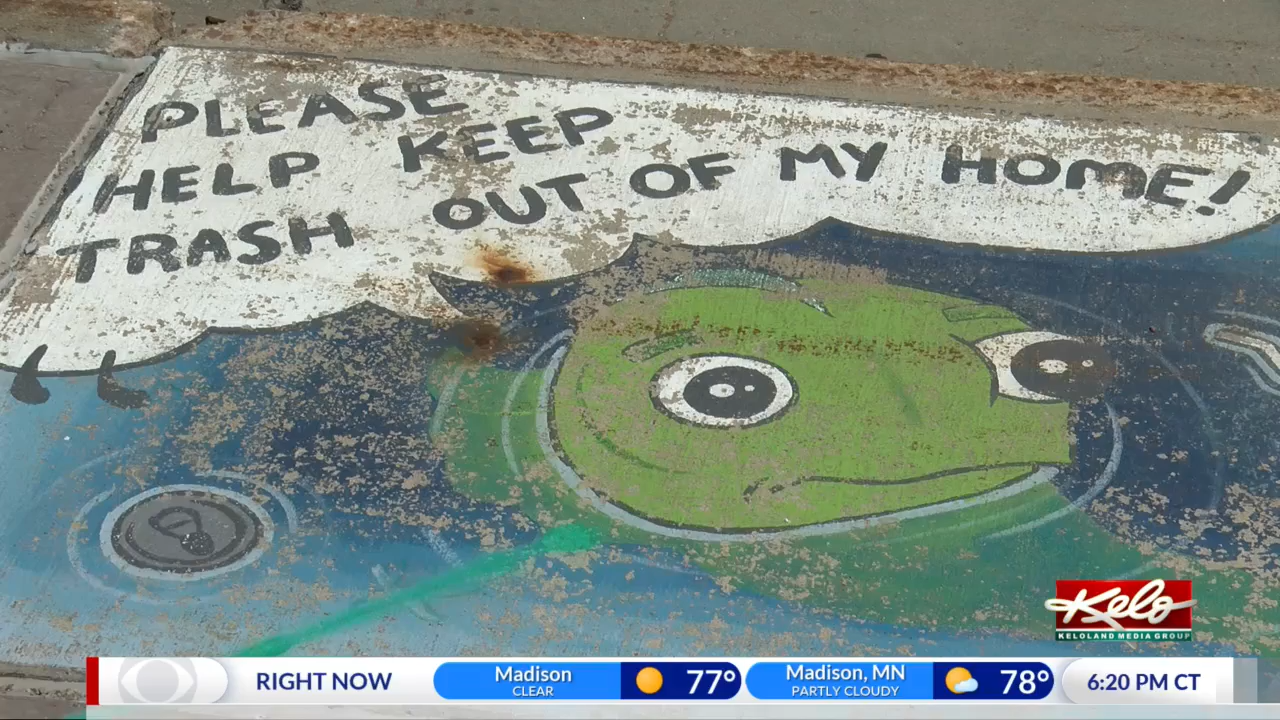 PLEASE
HELP KEEP
TRASH OUT OF MY HOME!
Kelo
KELOLAND MEDIA GROUP
RIGHT NOW
Madison
CLEAR
77°
Madison, MN
PARTLY CLOUDY
78°
6:20 PM CT